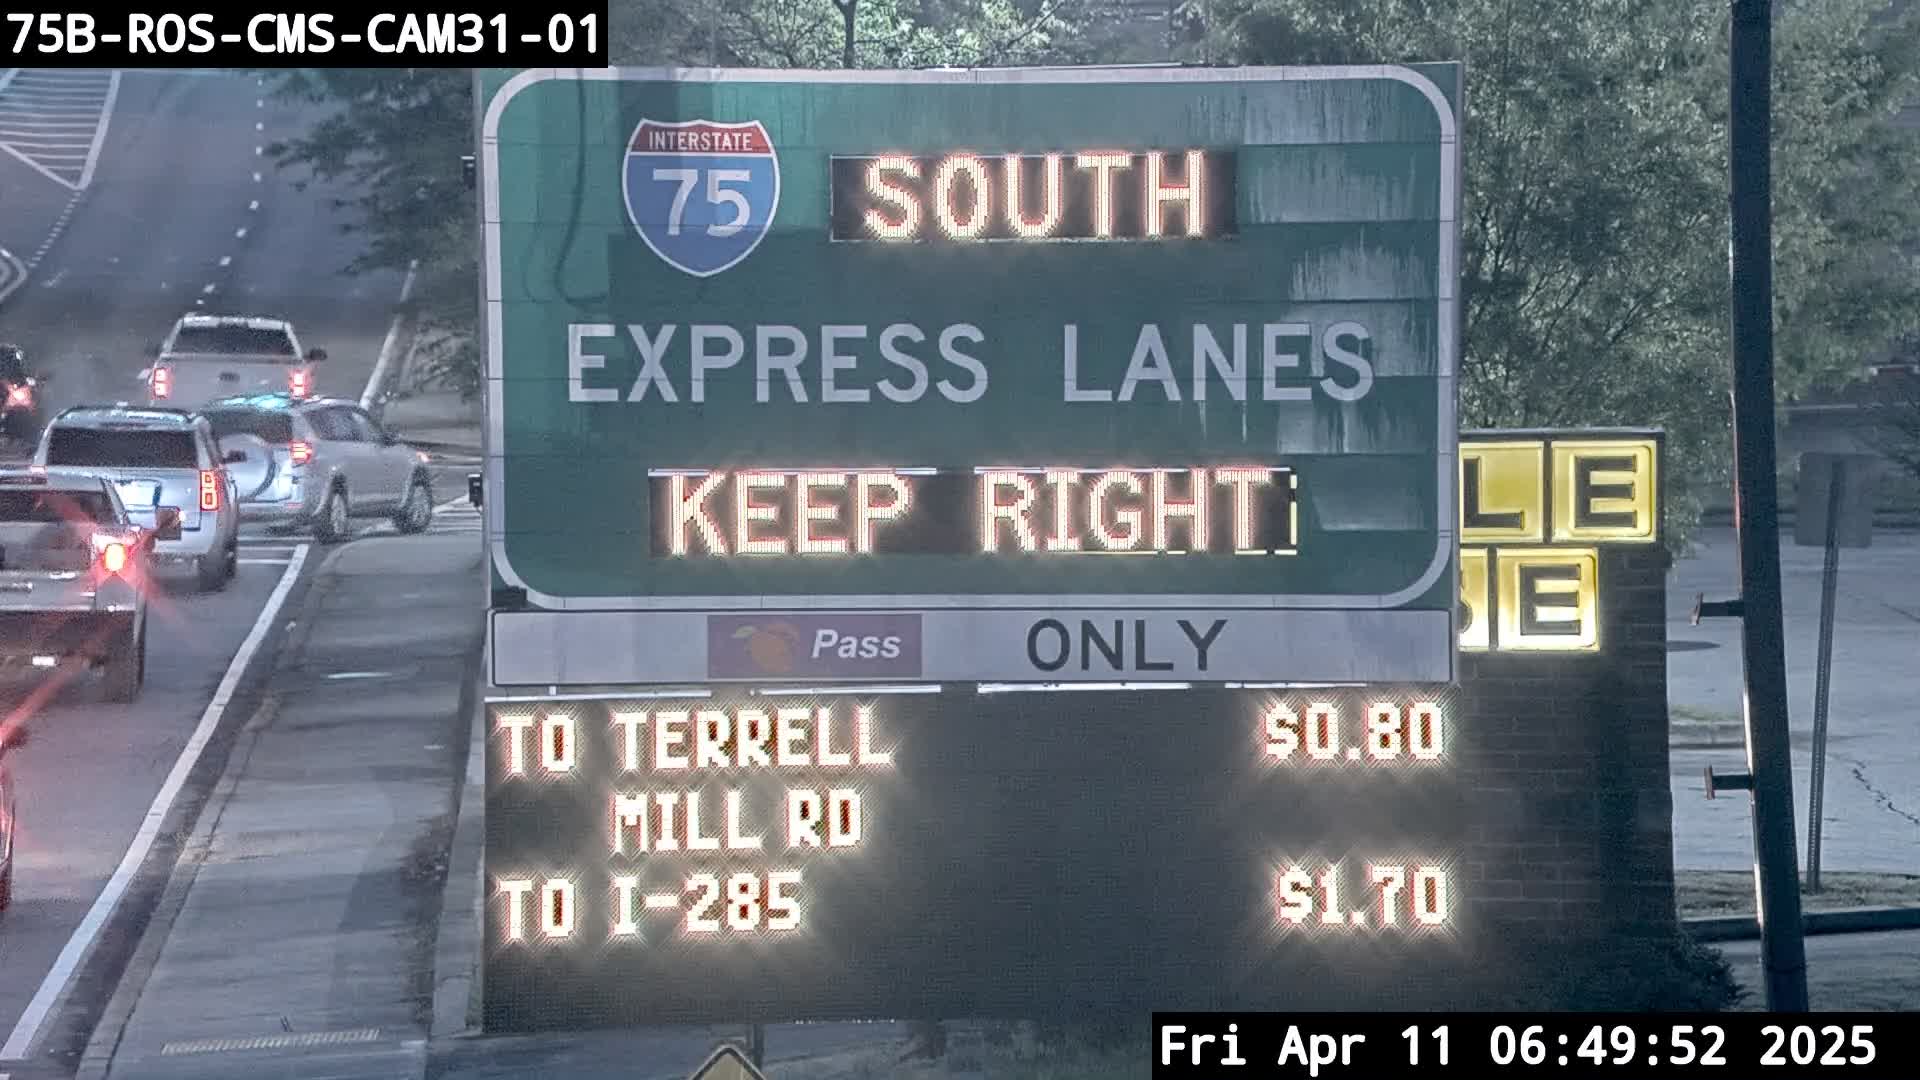 75B-ROS-CMS-CAM31-01
INTERSTATE
75
SOUTH
EXPRESS LANES
KEEP RIGHT
Pass ONLY
TO TERRELL $0.80
MILL RD
TO I-285 $1.70
LE
E
Fri Apr 11 06:49:52 2025